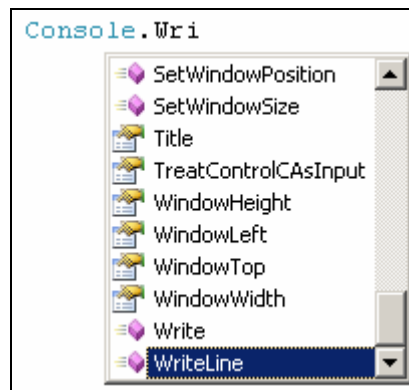 Console.Wri
SetWindowPosition
SetWindowSize
Title
TreatControlCAsInput
WindowHeight
WindowLeft
WindowTop
WindowWidth
Write
WriteLine